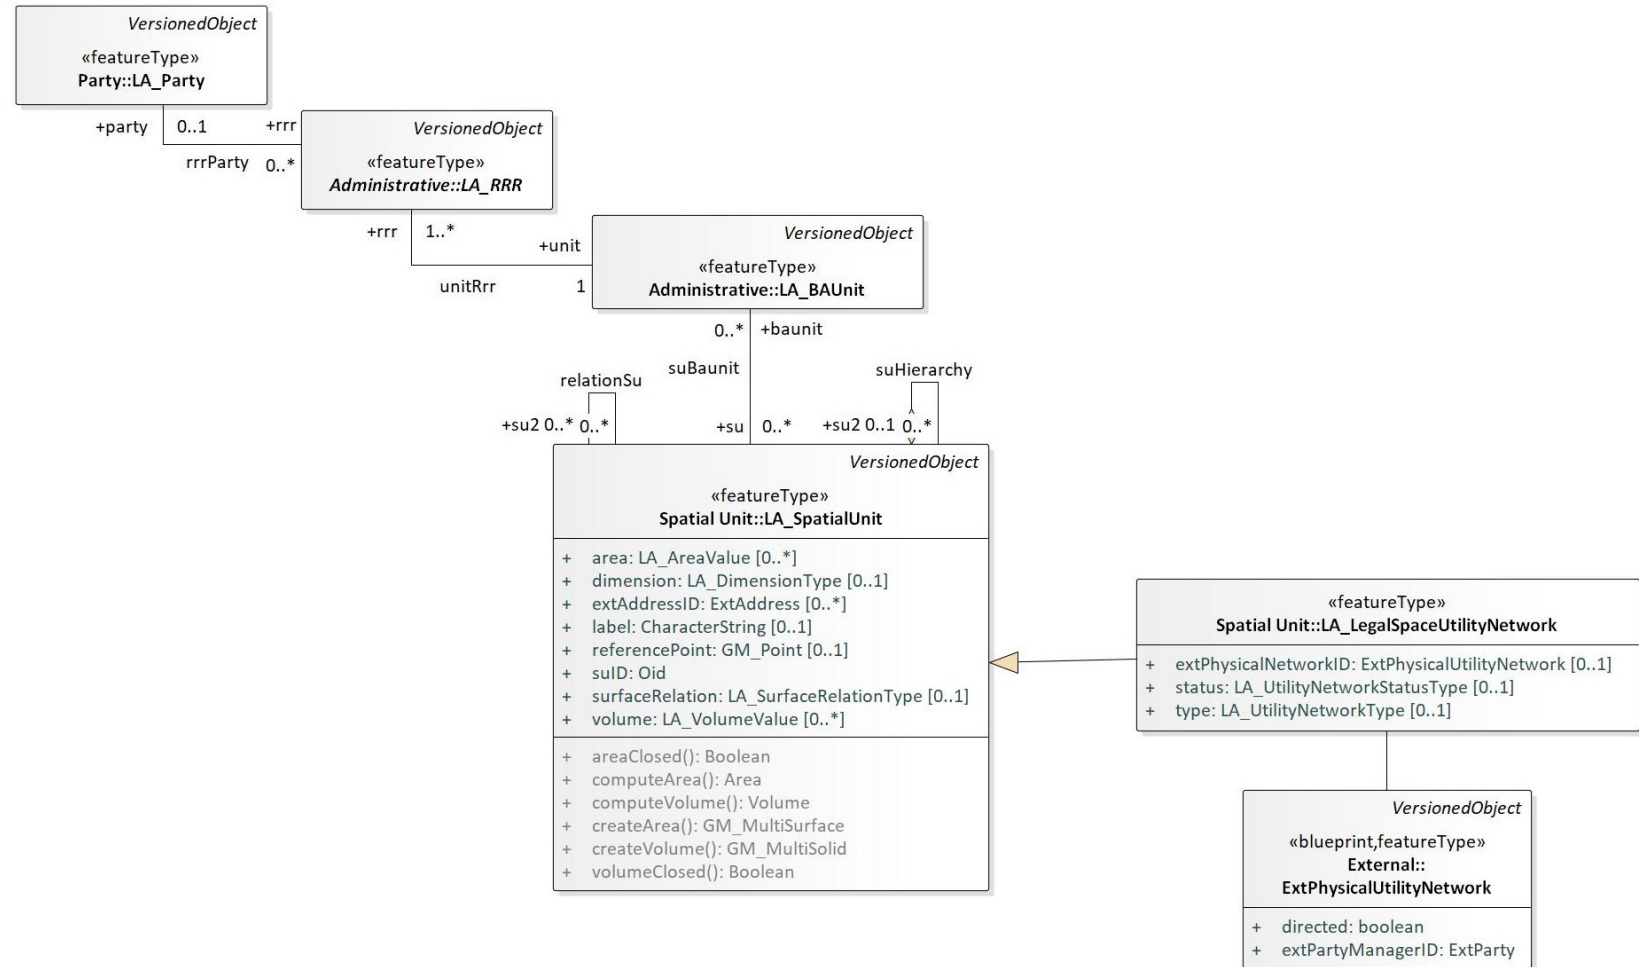 VersionedObject
«featureType»
Party::LA_Party
+party 0..1 +rrr
rrrParty 0..*
VersionedObject
«featureType»
Administrative::LA_RRR
+rrr 1..* +unit
unitRrr 1
VersionedObject
«featureType»
Administrative::LA_BAUnit
0..* +baunit
suBaunit
relationSu
suHierarchy
+su2 0..* 0..*
+su 0..*
+su2 0..1 0..*
VersionedObject
«featureType»
Spatial Unit::LA_SpatialUnit
+ area: LA_AreaValue [0..*]
+ dimension: LA_DimensionType [0..1]
+ extAddressID: ExtAddress [0..*]
+ label: CharacterString [0..1]
+ referencePoint: GM_Point [0..1]
+ suID: Oid
+ surfaceRelation: LA_SurfaceRelationType [0..1]
+ volume: LA_VolumeValue [0..*]
+ areaClosed(): Boolean
+ computeArea(): Area
+ computeVolume(): Volume
+ createArea(): GM_MultiSurface
+ createVolume(): GM_MultiSolid
+ volumeClosed(): Boolean
«featureType»
Spatial Unit::LA_LegalSpaceUtilityNetwork
+ extPhysicalNetworkID: ExtPhysicalUtilityNetwork [0..1]
+ status: LA_UtilityNetworkStatusType [0..1]
+ type: LA_UtilityNetworkType [0..1]
VersionedObject
«blueprint,featureType»
External::
ExtPhysicalUtilityNetwork
+ directed: boolean
+ extPartyManagerID: ExtParty